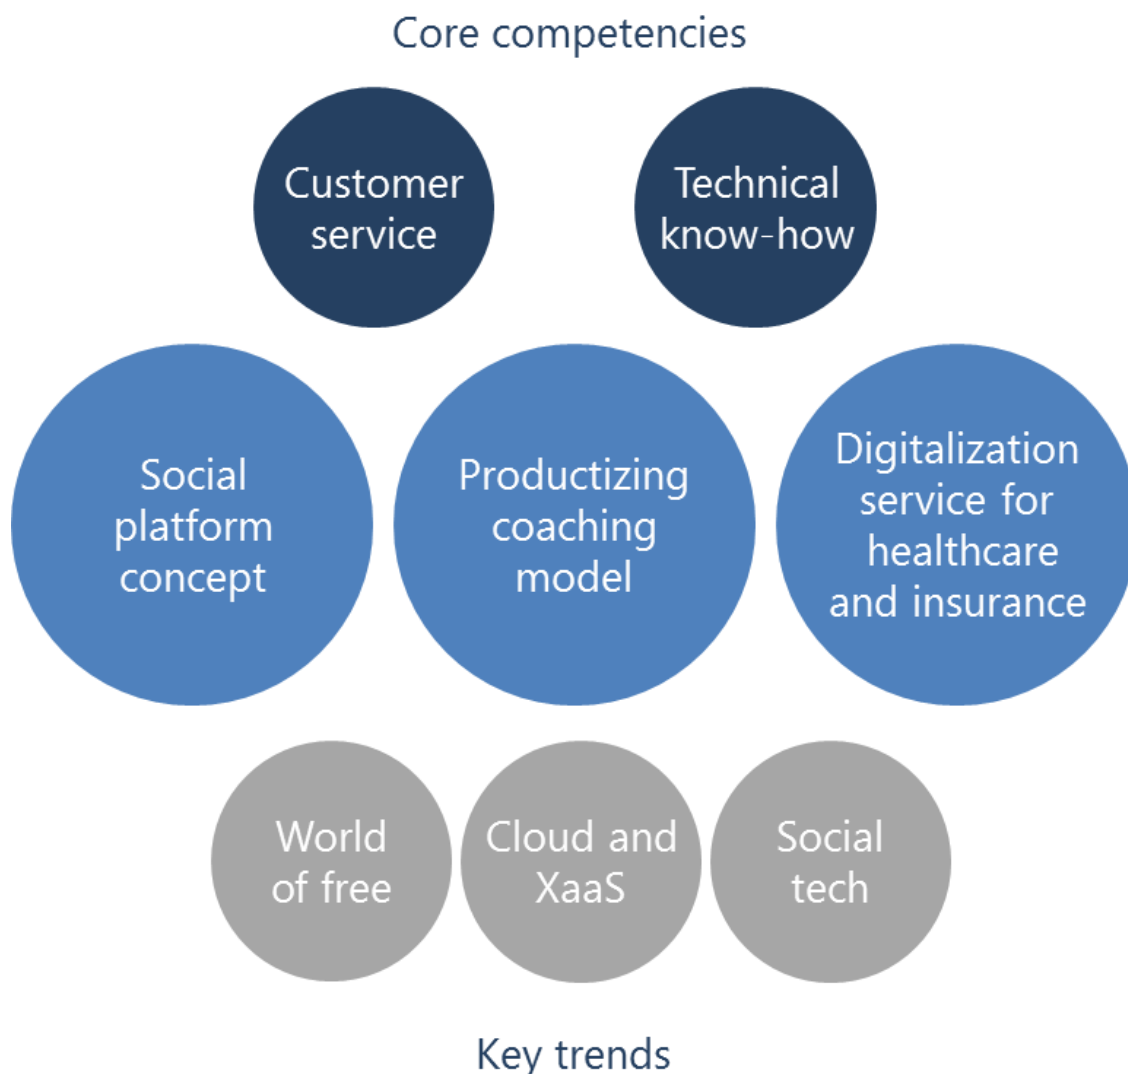 Core competencies
Customer
service
Technical
know-how
Social
platform
concept
Productizing
coaching
model
Digitalization
service for
healthcare
and insurance
World
of free
Cloud and
XaaS
Social
tech
Key trends